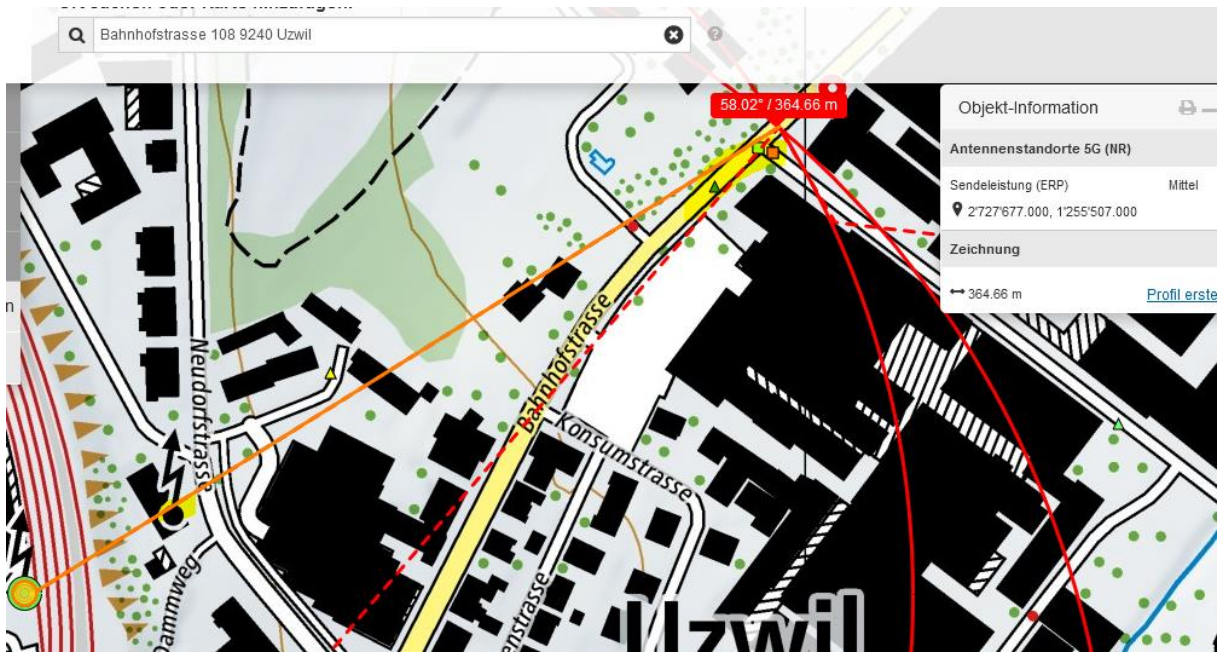 Bahnhofstrasse 108 9240 Uzwil
58.02° / 364.66 m
Objekt-Information
Antennenstandorte 5G (NR)
Sendeleistung (ERP) Mittel
2'727'677.000, 1'255'507.000
Zeichnung
364.66 m Profil erste
n
Neudorfstrasse
Bahnhofstrasse
Konsumstrasse
Dammweg
enstrasse
Uzwil